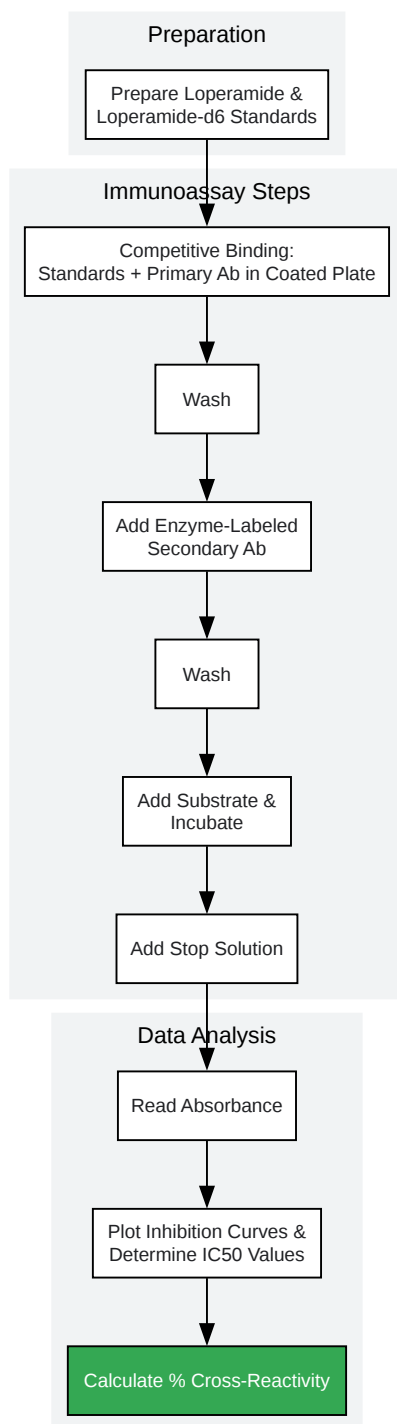 Preparation
Prepare Loperamide &
Loperamide-d6 Standards
Immunoassay Steps
Competitive Binding:
Standards + Primary Ab in Coated Plate
Wash
Add Enzyme-Labeled
Secondary Ab
Wash
Add Substrate &
Incubate
Add Stop Solution
Data Analysis
Read Absorbance
Plot Inhibition Curves &
Determine IC50 Values
Calculate % Cross-Reactivity